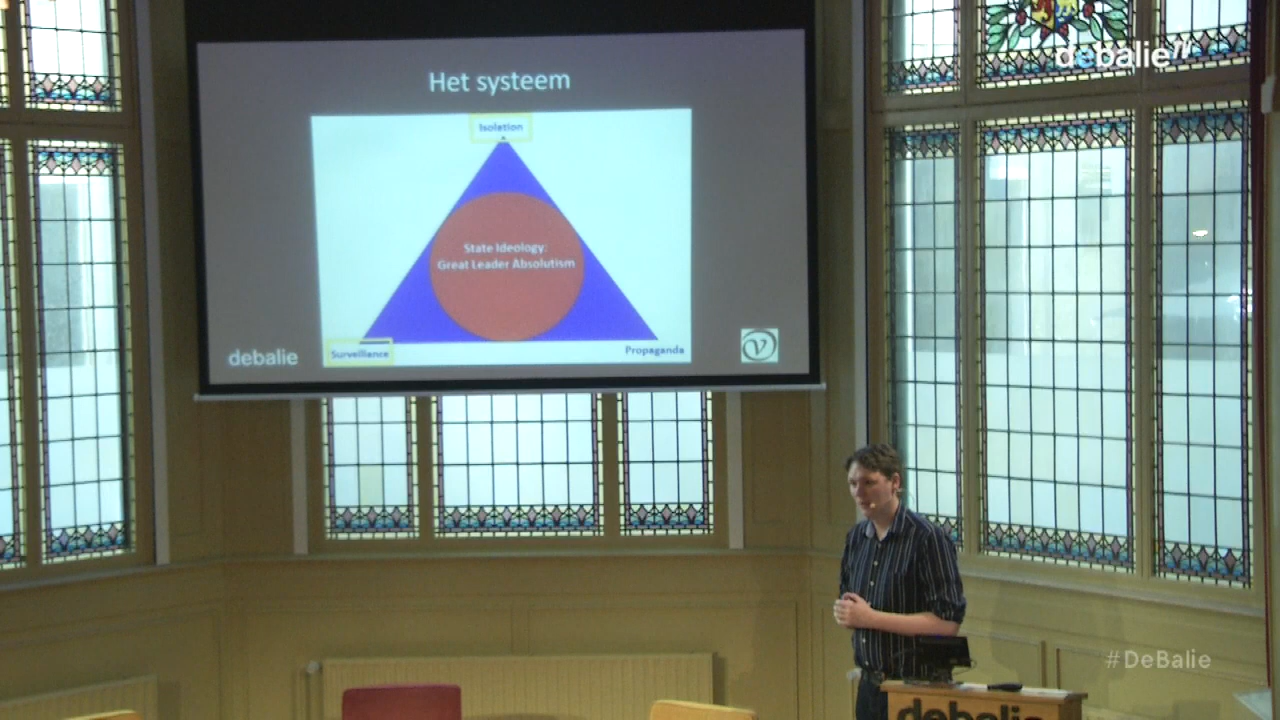 debalie
Het systeem
Isolation
State Ideology:
Great Leader Absolutism
Surveillance
Propaganda
debalie
V
#DeBalie
debalie